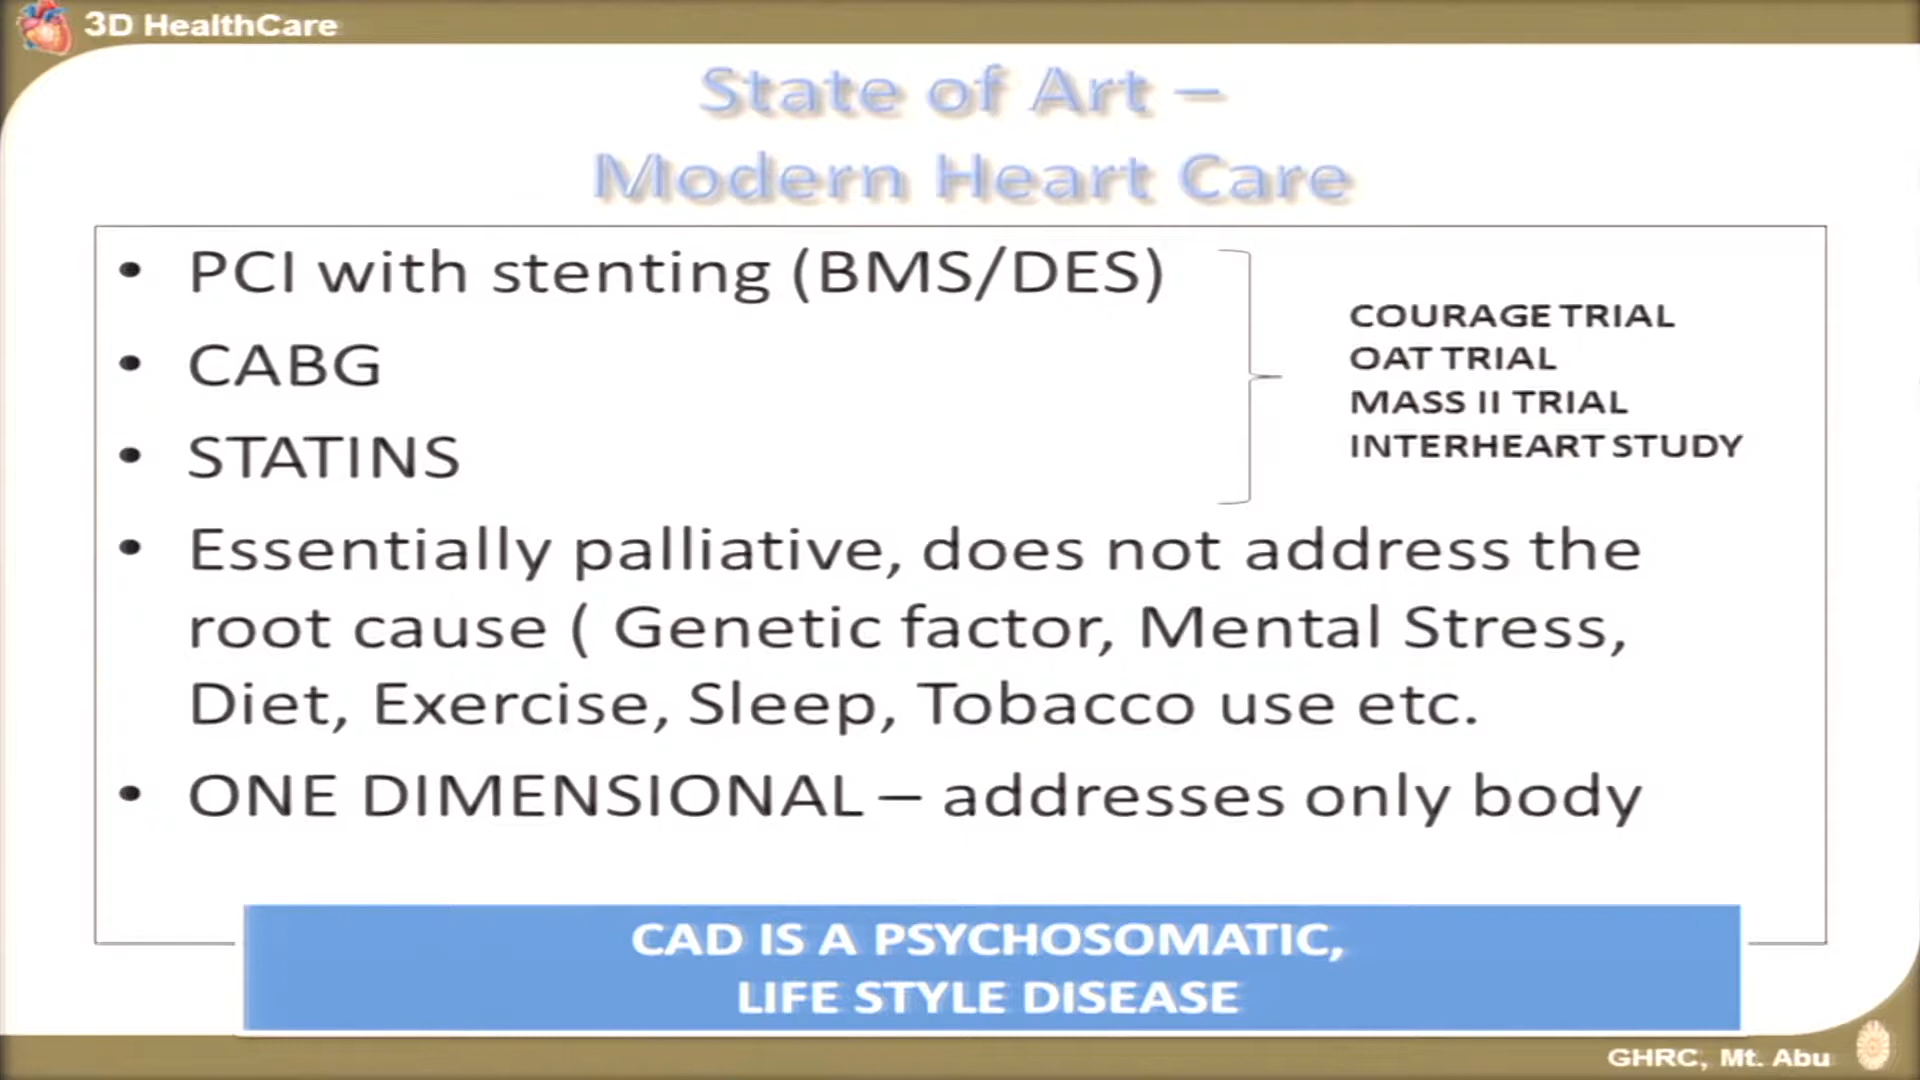 3D HealthCare
State of Art –
Modern Heart Care
• PCI with stenting (BMS/DES)
• CABG
• STATINS
COURAGE TRIAL
OAT TRIAL
MASS II TRIAL
INTERHEART STUDY
• Essentially palliative, does not address the
root cause ( Genetic factor, Mental Stress,
Diet, Exercise, Sleep, Tobacco use etc.
• ONE DIMENSIONAL – addresses only body
CAD IS A PSYCHOSOMATIC,
LIFE STYLE DISEASE
GHRC, Mt. Abu